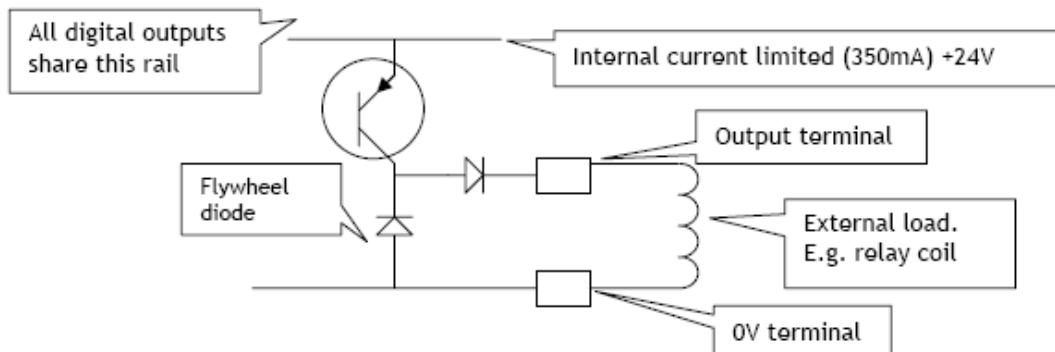 All digital outputs
share this rail
Internal current limited (350mA) +24V
Output terminal
Flywheel
diode
External load.
E.g. relay coil
0V terminal